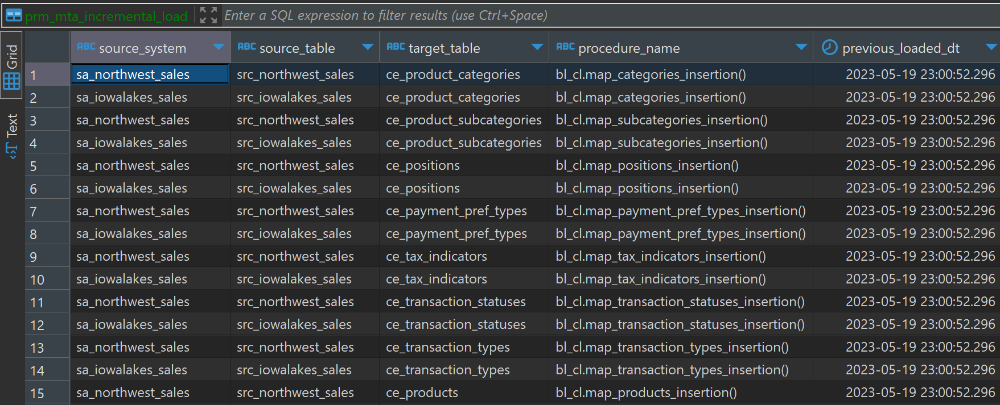 prm_mta_incremental_load Enter a SQL expression to filter results (use Ctrl+Space)
Grid
Text
ABC source_system ABC source_table ABC target_table ABC procedure_name previous_loaded_dt
1 sa_northwest_sales src_northwest_sales ce_product_categories bl_cl.map_categories_insertion() 2023-05-19 23:00:52.296
2 sa_iowalakes_sales src_iowalakes_sales ce_product_categories bl_cl.map_categories_insertion() 2023-05-19 23:00:52.296
3 sa_northwest_sales src_northwest_sales ce_product_subcategories bl_cl.map_subcategories_insertion() 2023-05-19 23:00:52.296
4 sa_iowalakes_sales src_iowalakes_sales ce_product_subcategories bl_cl.map_subcategories_insertion() 2023-05-19 23:00:52.296
5 sa_northwest_sales src_northwest_sales ce_positions bl_cl.map_positions_insertion() 2023-05-19 23:00:52.296
6 sa_iowalakes_sales src_iowalakes_sales ce_positions bl_cl.map_positions_insertion() 2023-05-19 23:00:52.296
7 sa_northwest_sales src_northwest_sales ce_payment_pref_types bl_cl.map_payment_pref_types_insertion() 2023-05-19 23:00:52.296
8 sa_iowalakes_sales src_iowalakes_sales ce_payment_pref_types bl_cl.map_payment_pref_types_insertion() 2023-05-19 23:00:52.296
9 sa_northwest_sales src_northwest_sales ce_tax_indicators bl_cl.map_tax_indicators_insertion() 2023-05-19 23:00:52.296
10 sa_iowalakes_sales src_iowalakes_sales ce_tax_indicators bl_cl.map_tax_indicators_insertion() 2023-05-19 23:00:52.296
11 sa_northwest_sales src_northwest_sales ce_transaction_statuses bl_cl.map_transaction_statuses_insertion() 2023-05-19 23:00:52.296
12 sa_iowalakes_sales src_iowalakes_sales ce_transaction_statuses bl_cl.map_transaction_statuses_insertion() 2023-05-19 23:00:52.296
13 sa_northwest_sales src_northwest_sales ce_transaction_types bl_cl.map_transaction_types_insertion() 2023-05-19 23:00:52.296
14 sa_iowalakes_sales src_iowalakes_sales ce_transaction_types bl_cl.map_transaction_types_insertion() 2023-05-19 23:00:52.296
15 sa_northwest_sales src_northwest_sales ce_products bl_cl.map_products_insertion() 2023-05-19 23:00:52.296